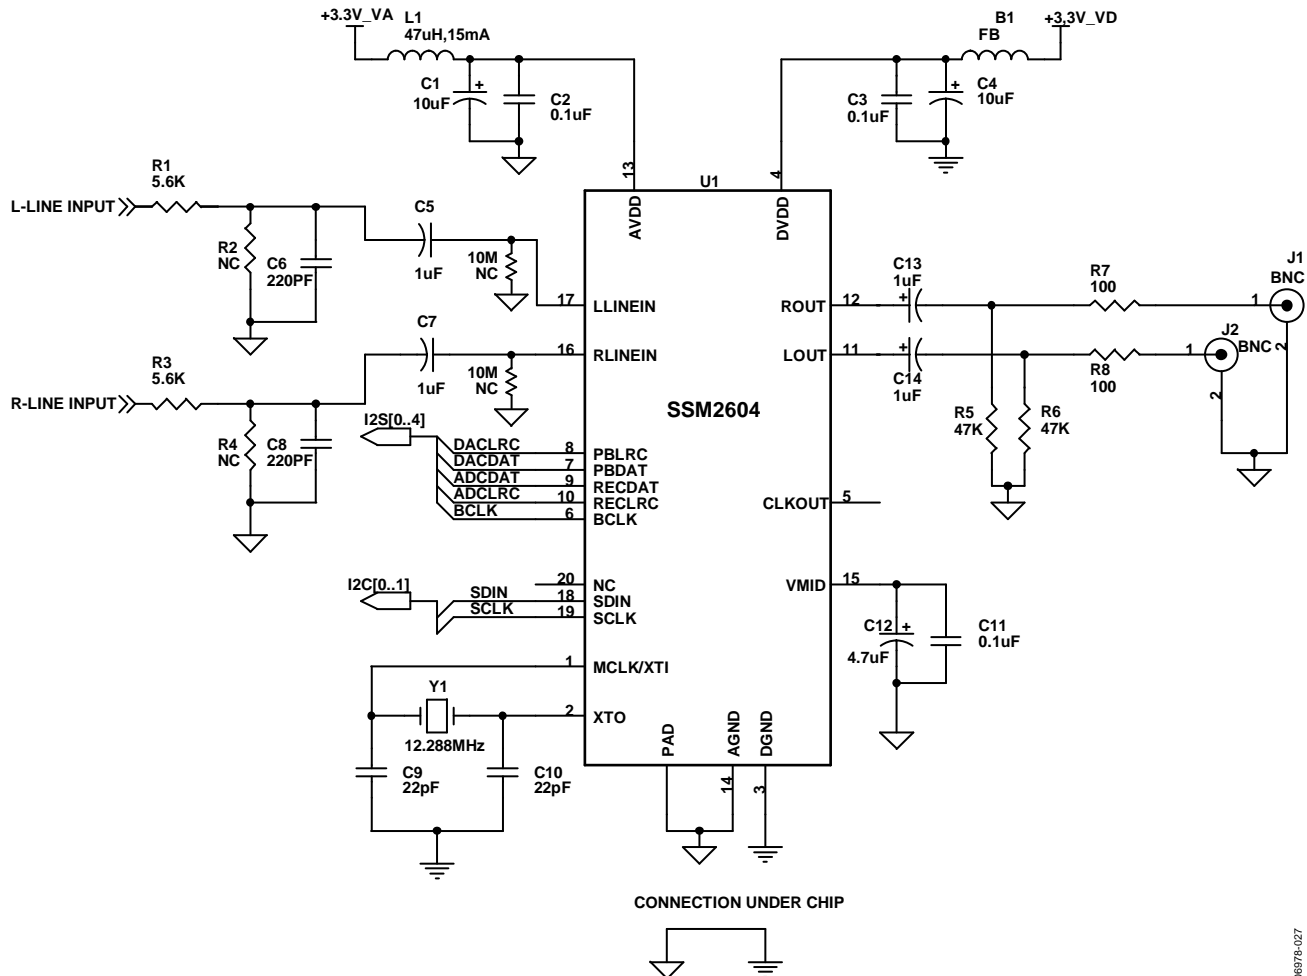 +3.3V_VA
L1
47uH,15mA
C1
10uF
+
C2
0.1uF
B1
FB
+3,3V_VD
C3
0.1uF
+
C4
10uF
13
4
U1
AVDD
DVDD
R1
5.6K
L-LINE INPUT
R2
NC
C6
220PF
C5
1uF
10M
NC
17
LLINEIN
C7
1uF
R3
5.6K
R-LINE INPUT
R4
NC
C8
220PF
10M
NC
16
RLINEIN
SSM2604
I2S[0..4]
DACLRC
8
PBLRC
DACDAT
7
PBDAT
ADCDAT
9
RECDAT
ADCLRC
10
RECLRC
BCLK
6
BCLK
I2C[0..1]
20
NC
SDIN
18
SDIN
SCLK
19
SCLK
1
MCLK/XTI
Y1
12.288MHz
2
XTO
C9
22pF
C10
22pF
ROUT
12
C13
1uF
+
R7
100
1
J1
BNC
2
LOUT
11
+
C14
1uF
R8
100
1
J2
BNC
2
R5
47K
R6
47K
CLKOUT
5
VMID
15
C12
+
4.7uF
C11
0.1uF
PAD
AGND
DGND
14
3
CONNECTION UNDER CHIP
06978-027